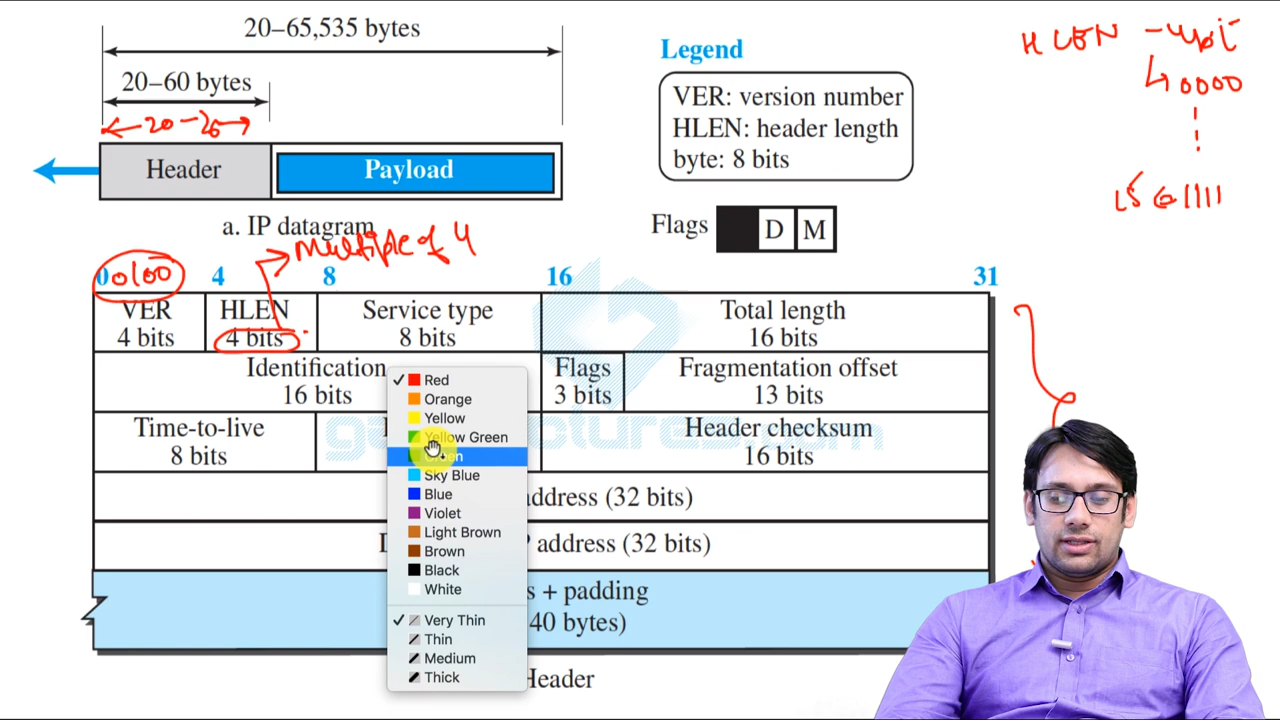 20–65,535 bytes
20–60 bytes
Header
Payload
a. IP datagram
Legend
VER: version number
HLEN: header length
byte: 8 bits
Flags
D
M
HLEN - 4bit
0000
15 1111
0100
Multiple of 4
0
4
8
16
31
VER
4 bits
HLEN
4 bits
Service type
8 bits
Total length
16 bits
Identification
16 bits
Flags
3 bits
Fragmentation offset
13 bits
Time-to-live
8 bits
Header checksum
16 bits
address (32 bits)
address (32 bits)
s + padding
40 bytes)
Header
Red
Orange
Yellow
Yellow Green
Green
Sky Blue
Blue
Violet
Light Brown
Brown
Black
White
Very Thin
Thin
Medium
Thick